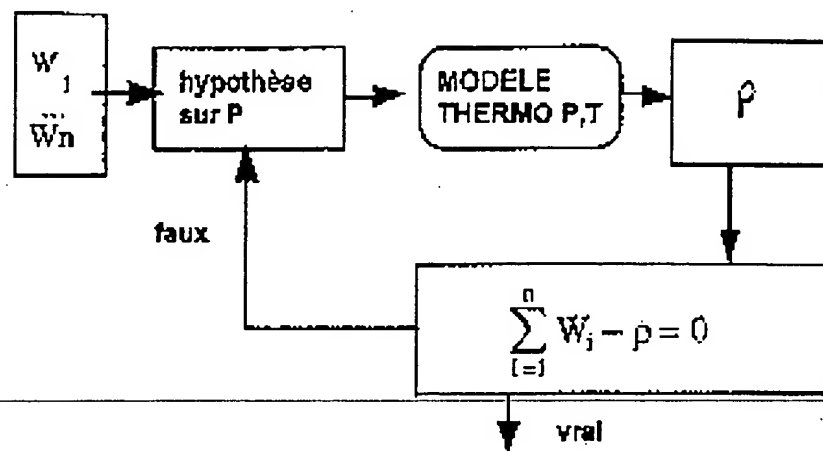 W1
...
Wn
hypothèse
sur P
MODELE
THERMO P,T
ρ
faux
n
∑ Wi - ρ = 0
i=1
vrai